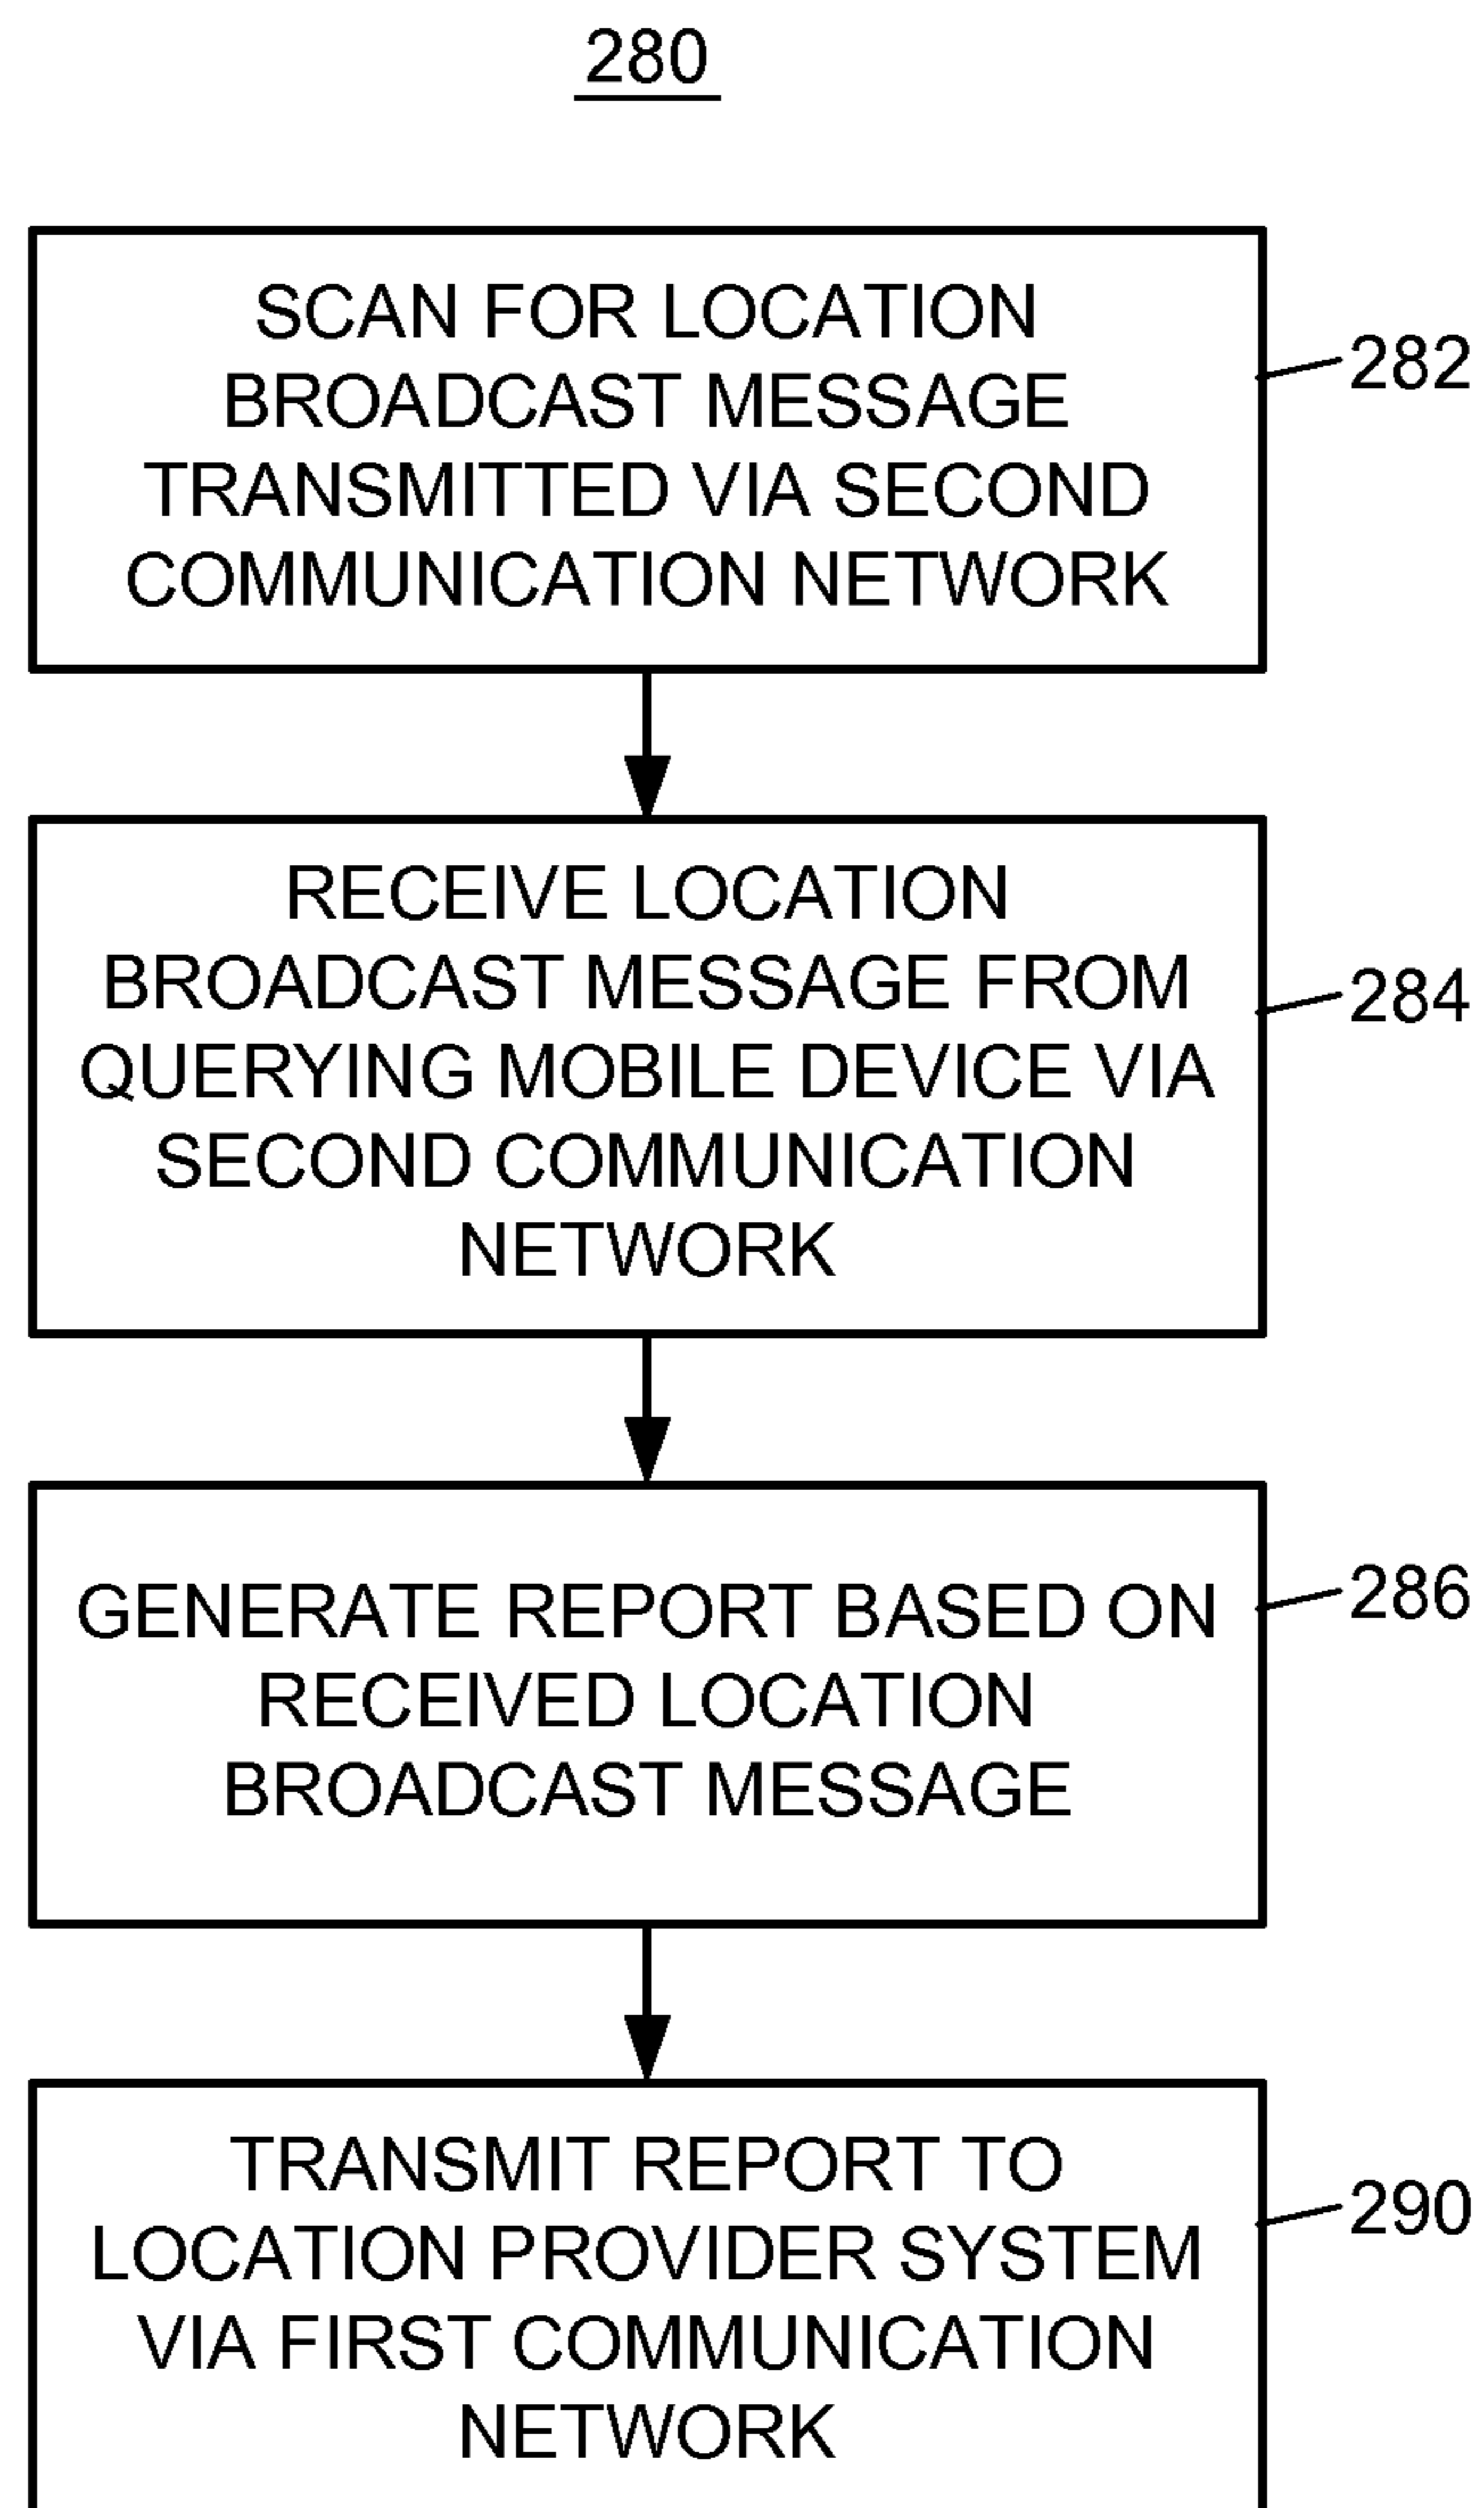 280
SCAN FOR LOCATION
BROADCAST MESSAGE
TRANSMITTED VIA SECOND
COMMUNICATION NETWORK
282
RECEIVE LOCATION
BROADCAST MESSAGE FROM
QUERYING MOBILE DEVICE VIA
SECOND COMMUNICATION
NETWORK
284
GENERATE REPORT BASED ON
RECEIVED LOCATION
BROADCAST MESSAGE
286
TRANSMIT REPORT TO
LOCATION PROVIDER SYSTEM
VIA FIRST COMMUNICATION
NETWORK
290